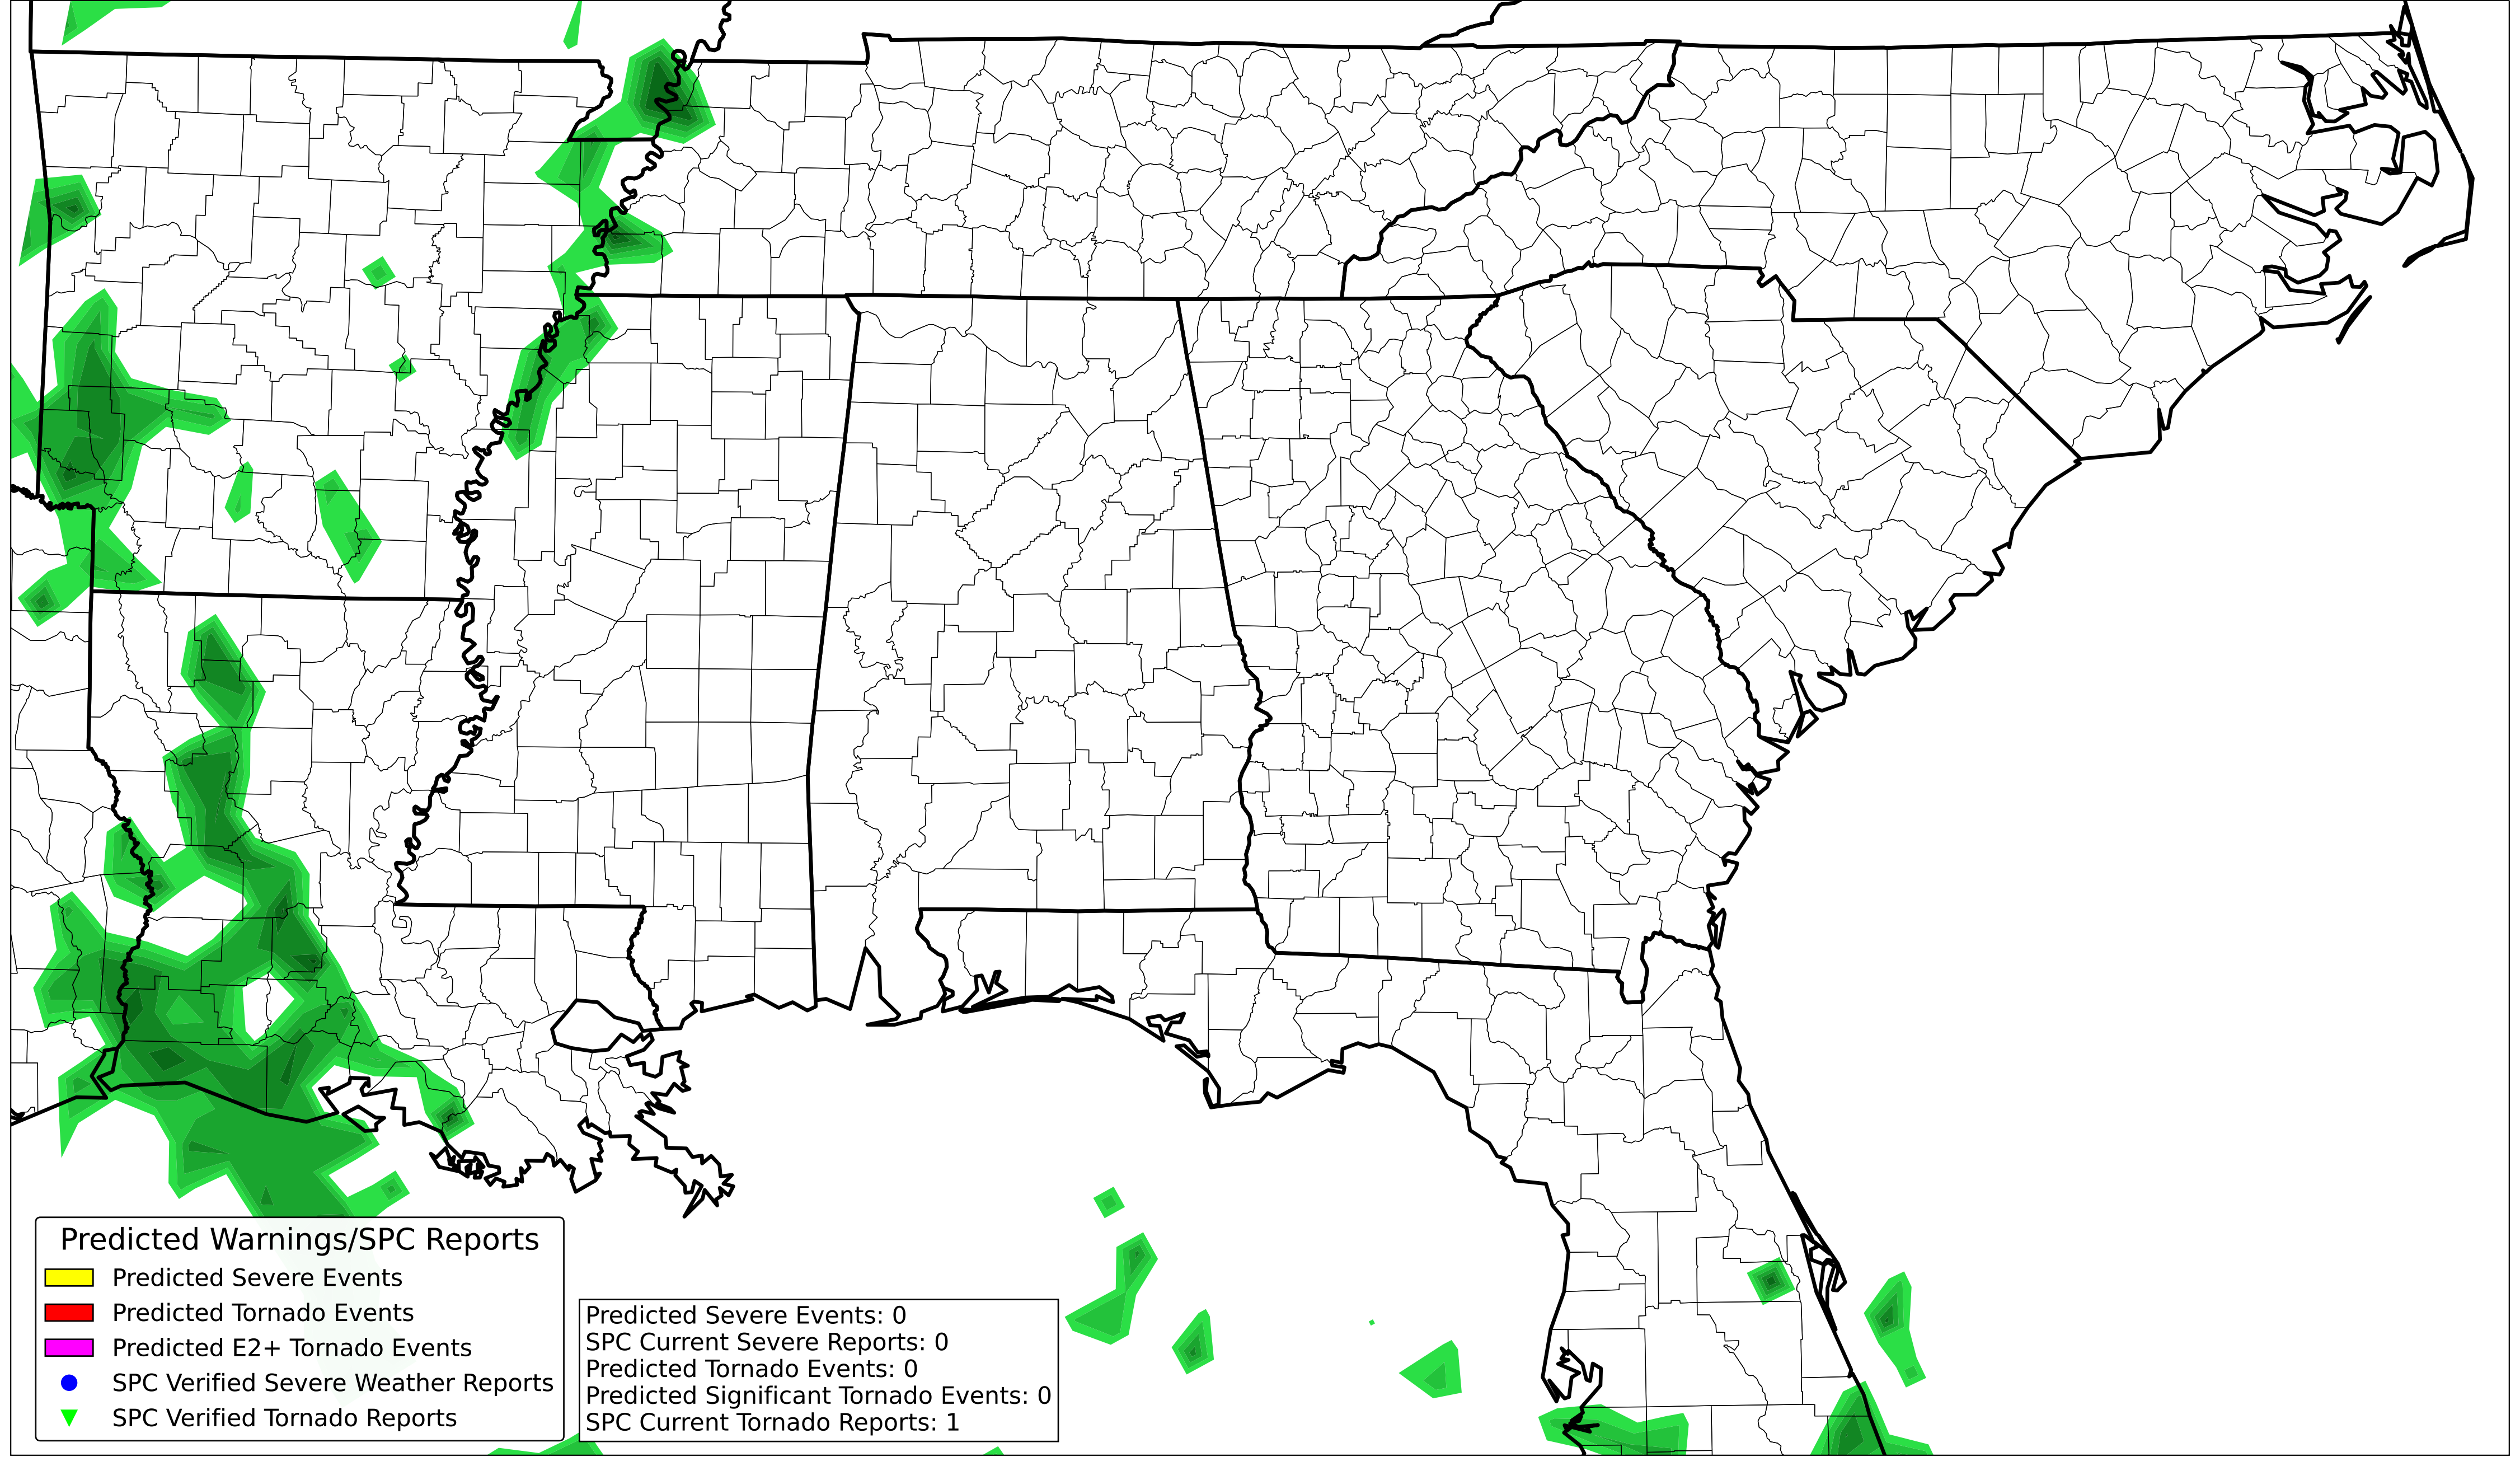 Predicted Warnings/SPC Reports
Predicted Severe Events
Predicted Tornado Events
Predicted E2+ Tornado Events
SPC Verified Severe Weather Reports
SPC Verified Tornado Reports
Predicted Severe Events: 0
SPC Current Severe Reports: 0
Predicted Tornado Events: 0
Predicted Significant Tornado Events: 0
SPC Current Tornado Reports: 1